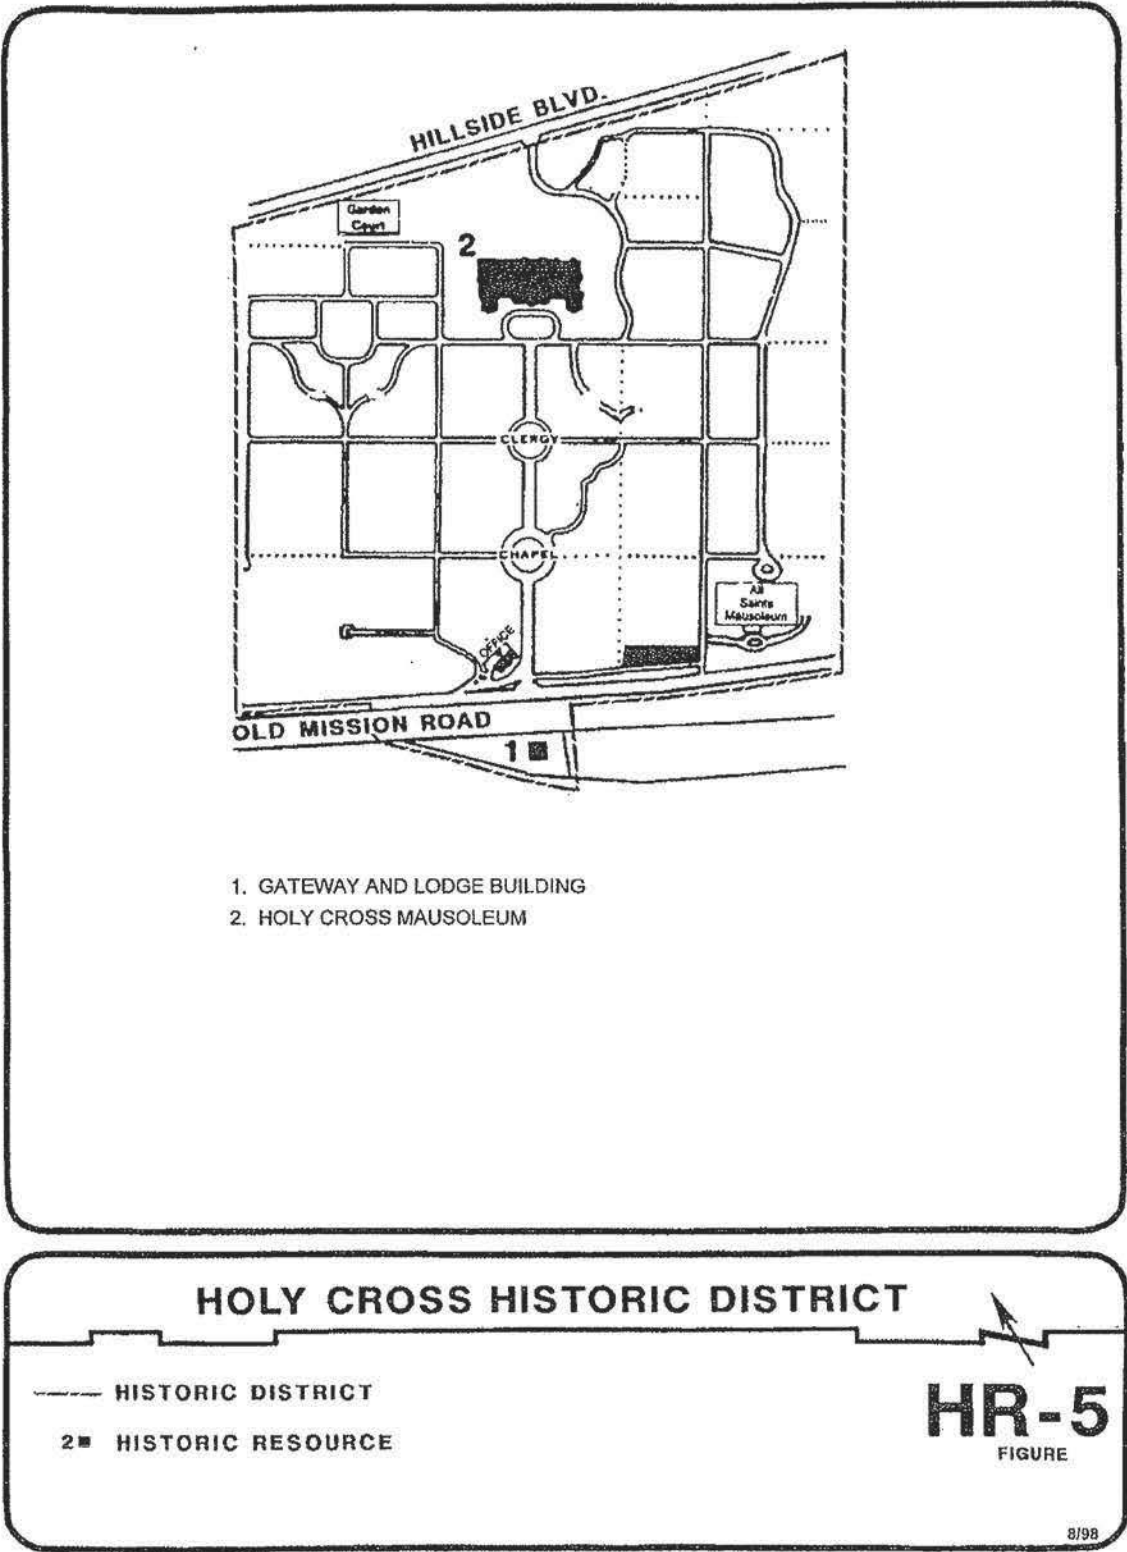 HILLSIDE BLVD.
Garden
Court
2
CLERGY
CHAPEL
All
Saints
Mausoleum
OFFICE
OLD MISSION ROAD
1
1. GATEWAY AND LODGE BUILDING
2. HOLY CROSS MAUSOLEUM
HOLY CROSS HISTORIC DISTRICT
HISTORIC DISTRICT
2 HISTORIC RESOURCE
HR-5
FIGURE
8/98